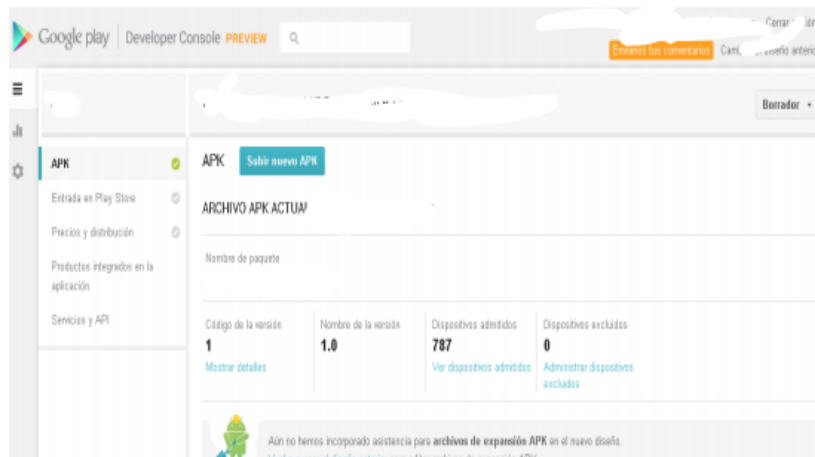 Google play Developer Console PREVIEW
Envíanos tus comentarios
Borrador
APK
Entrada en Play Store
Precios y distribución
Productos integrados en la
aplicación
Servicios y API
APK Subir nuevo APK
ARCHIVO APK ACTUA
Nombre de paquete
Código de la versión
1
Mostrar detalles
Nombre de la versión
1.0
Dispositivos admitidos
787
Ver dispositivos admitidos
Dispositivos excluidos
0
Administrar dispositivos
excluidos
Aún no hemos incorporado asistencia para archivos de expansión APK en el nuevo diseño.